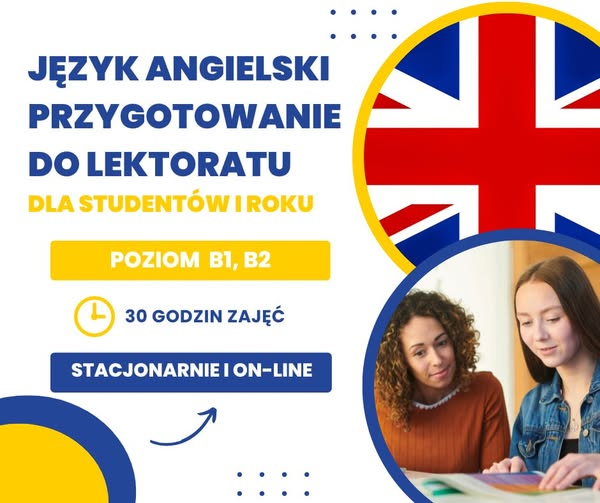 JĘZYK ANGIELSKI
PRZYGOTOWANIE
DO LEKTORATU
DLA STUDENTÓW I ROKU
POZIOM B1, B2
30 GODZIN ZAJĘĆ
STACJONARNIE I ON-LINE